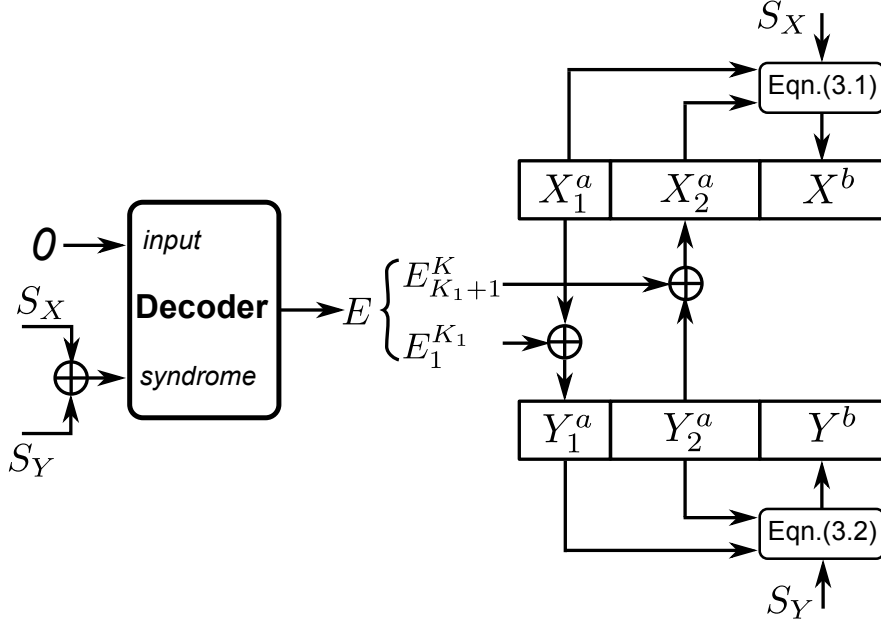 S_X
Eqn.(3.1)
X_1^a X_2^a X^b
0 input
S_X
Decoder
E { E_{K_1+1}^K
E_1^{K_1}
⊕ syndrome
S_Y
Y_1^a Y_2^a Y^b
Eqn.(3.2)
S_Y